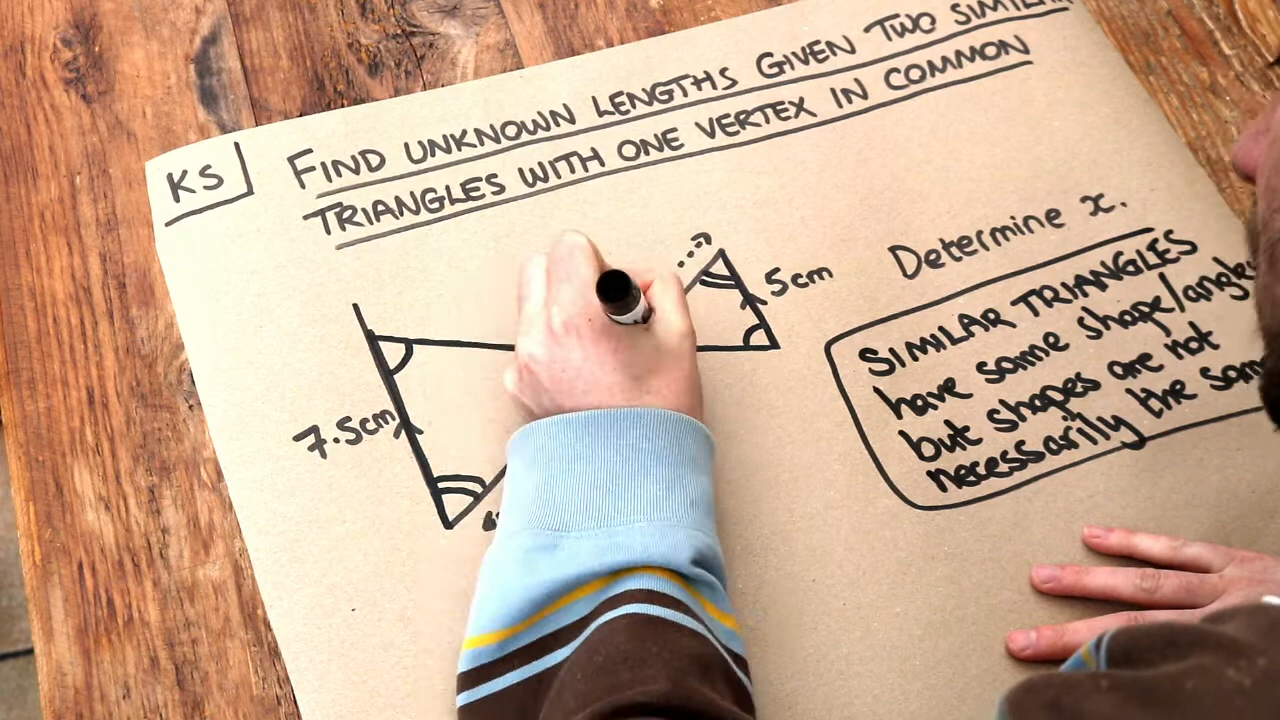 KS
FIND UNKNOWN LENGTHS GIVEN TWO SIMILAR
TRIANGLES WITH ONE VERTEX IN COMMON
Determine x.
5cm
7.5cm
SIMILAR TRIANGLES
have same shape/angles
but shapes are not
necessarily the same